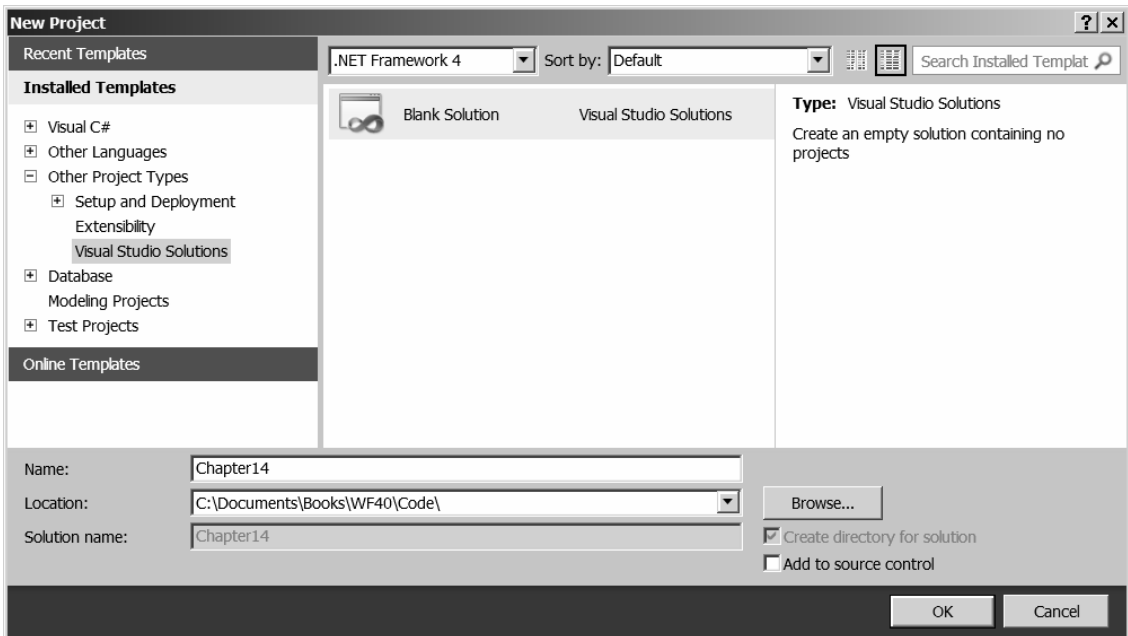 New Project
Recent Templates
.NET Framework 4 Sort by: Default Search Installed Templat
Installed Templates
Visual C#
Other Languages
Other Project Types
Setup and Deployment
Extensibility
Visual Studio Solutions
Database
Modeling Projects
Test Projects
Online Templates
Blank Solution Visual Studio Solutions
Type: Visual Studio Solutions
Create an empty solution containing no
projects
Name: Chapter14
Location: C:\Documents\Books\WF40\Code\ Browse...
Solution name: Chapter14 Create directory for solution
Add to source control
OK Cancel